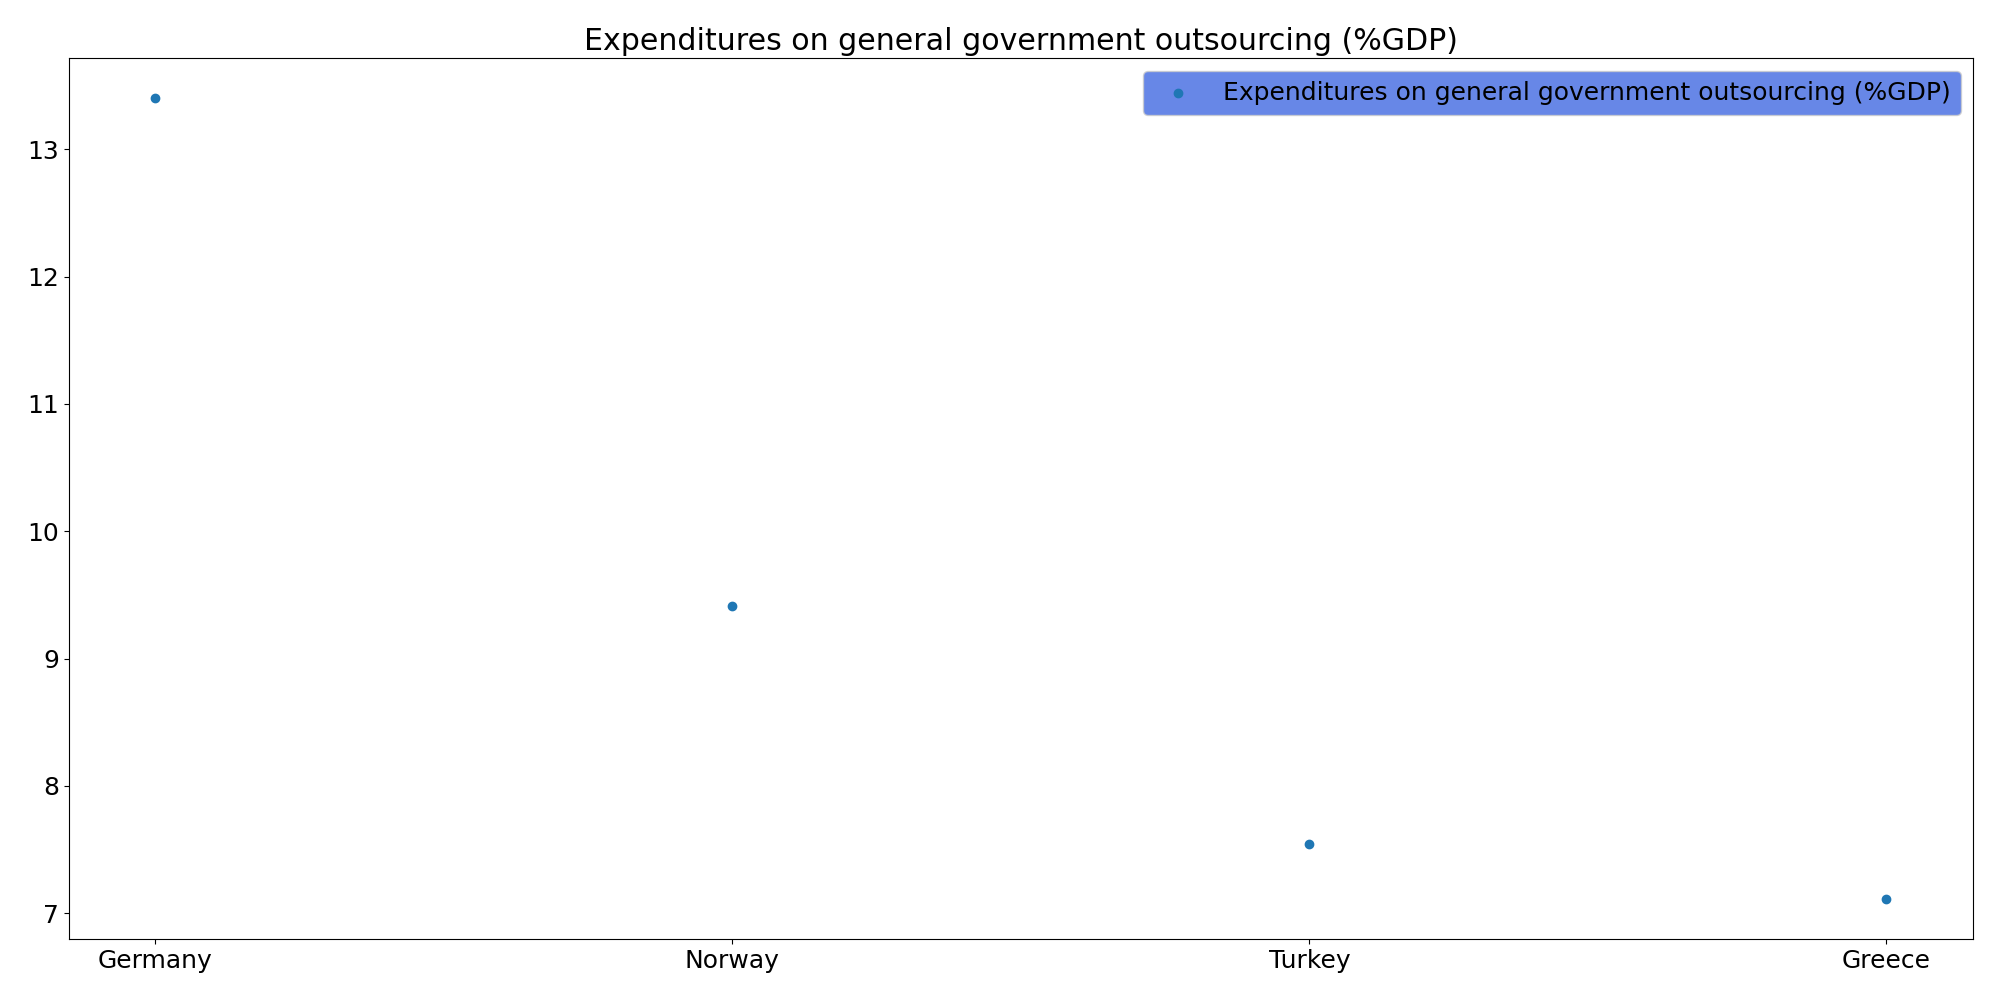 Expenditures on general government outsourcing (%GDP)
Expenditures on general government outsourcing (%GDP)
13
12
11
10
9
8
7
Germany Norway Turkey Greece